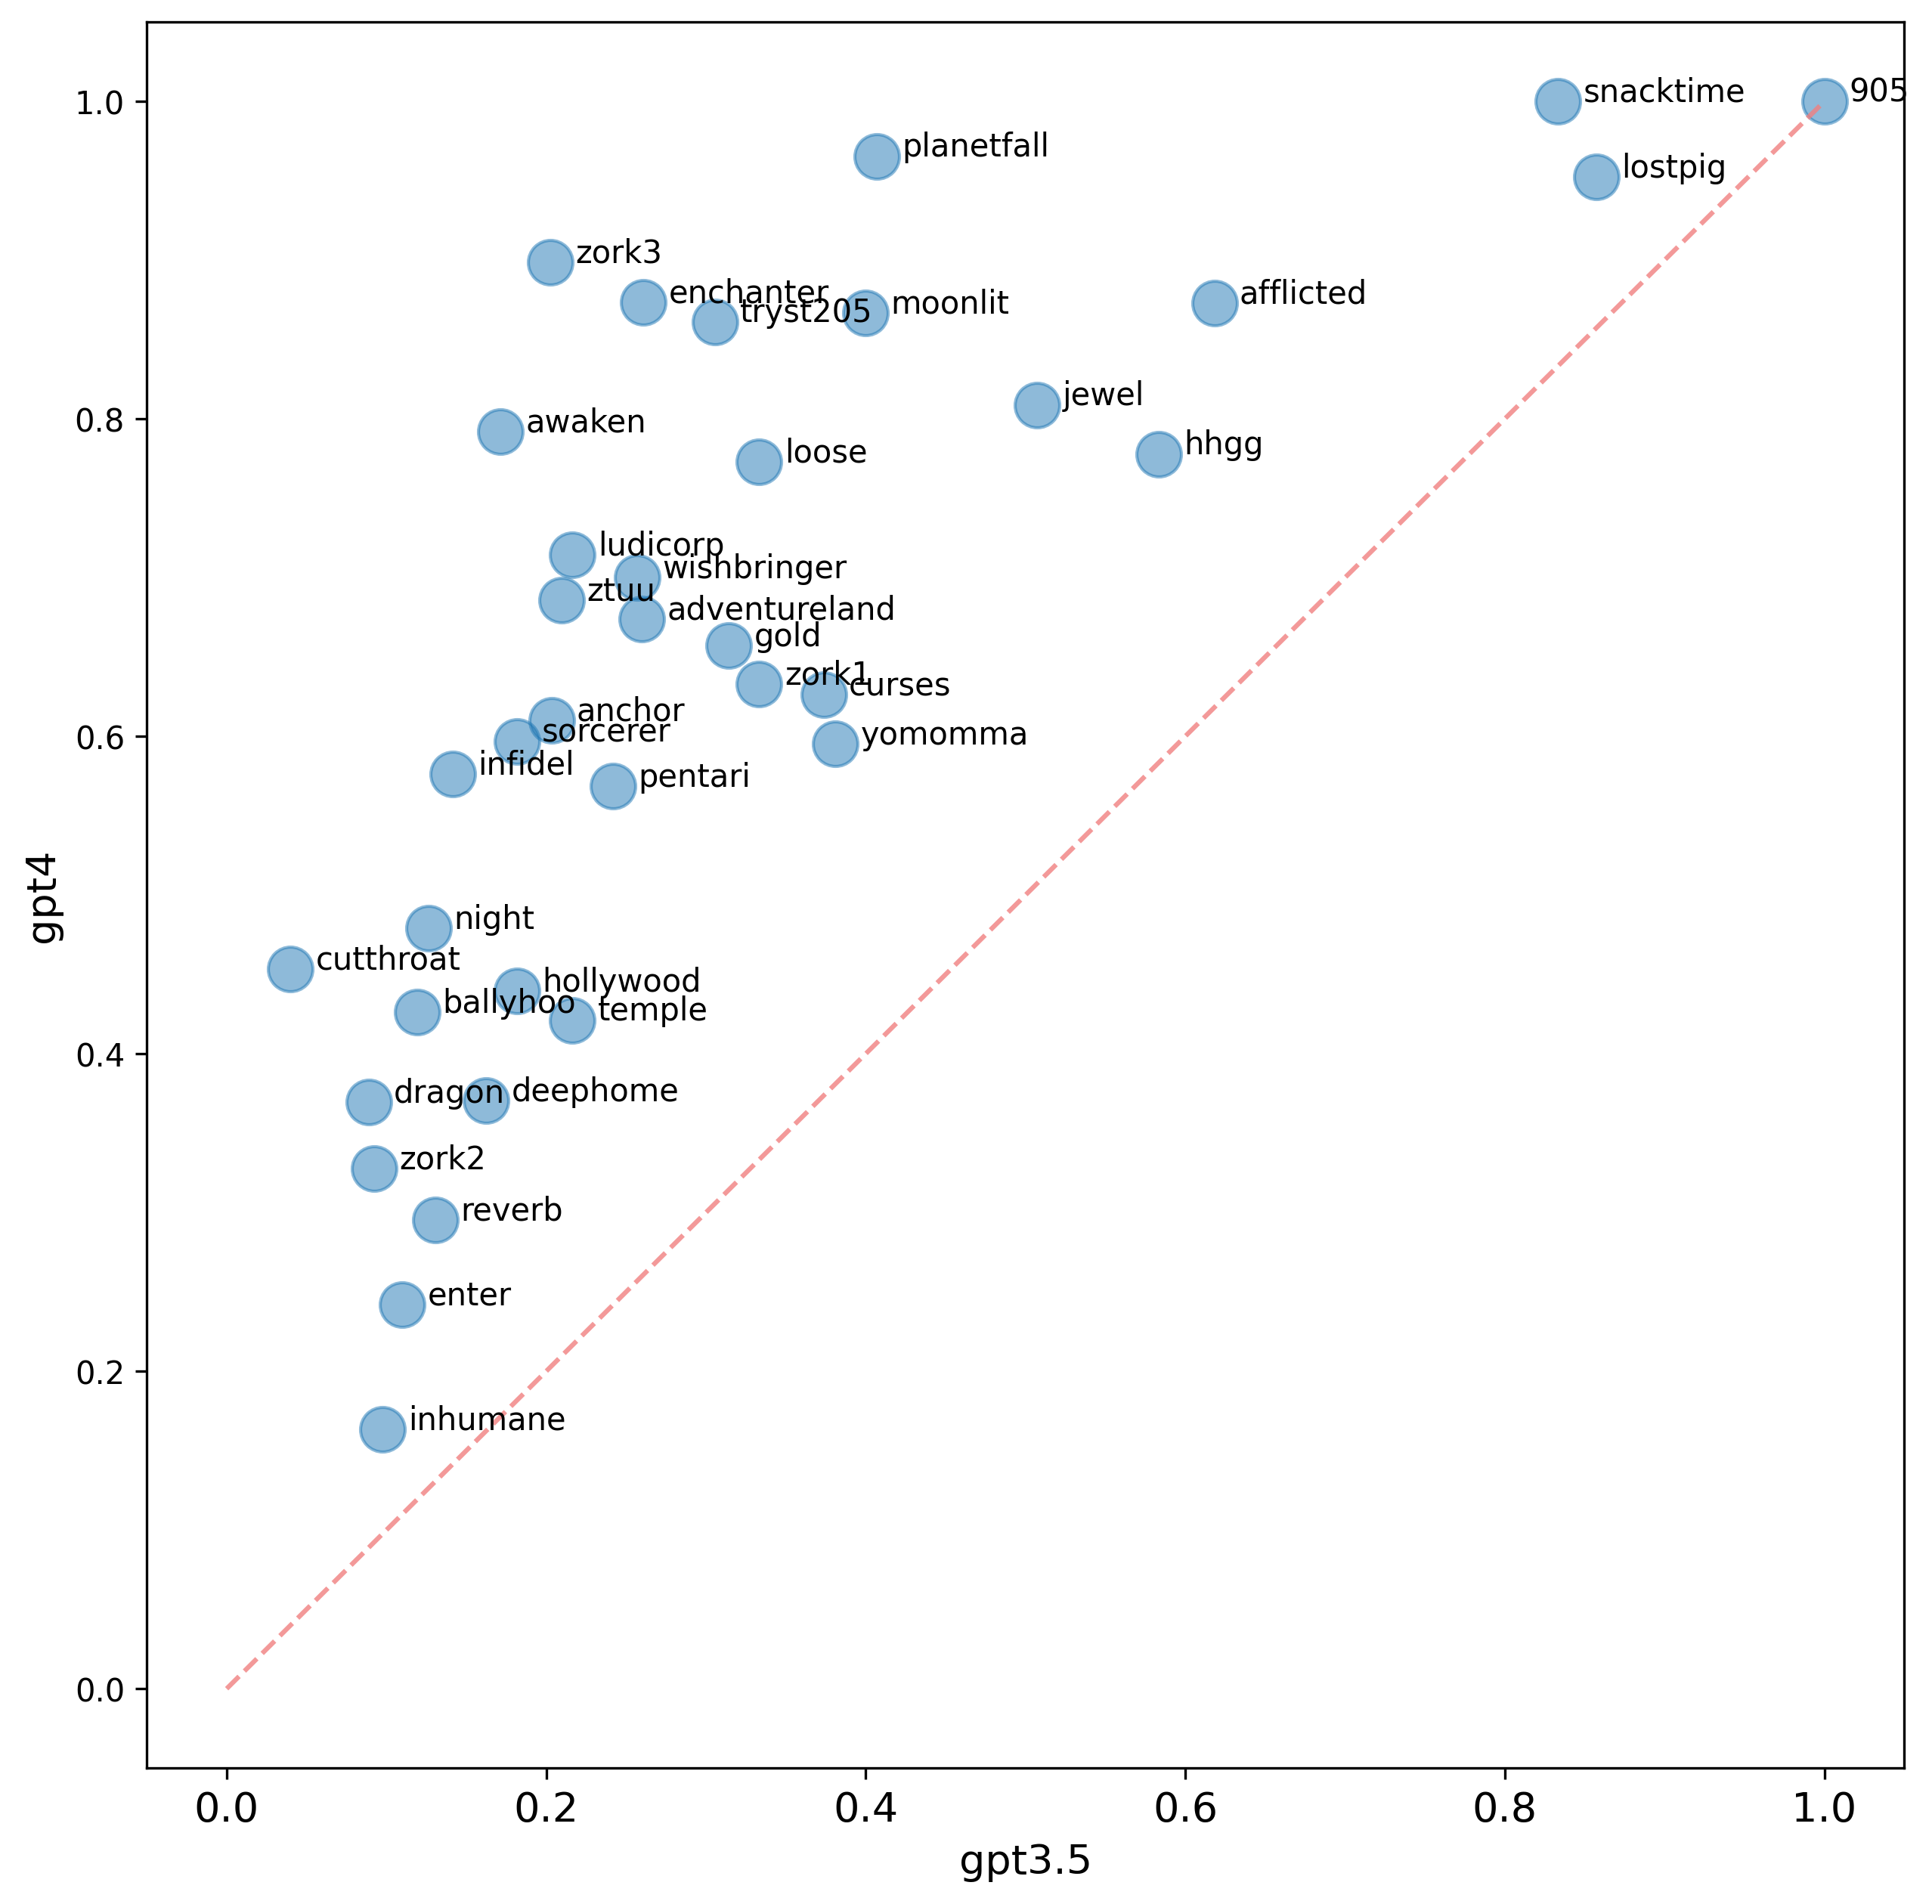 1.0
0.8
0.6
0.4
0.2
0.0
gpt4
snacktime
905
planetfall
lostpig
zork3
enchanter
tryst205
moonlit
afflicted
jewel
awaken
loose
hhgg
ludicorp
wishbringer
ztuu
adventureland
gold
zork1
curses
anchor
sorcerer
yomomma
infidel
pentari
night
cutthroat
hollywood
ballyhoo
temple
dragon
deephome
zork2
reverb
enter
inhumane
0.0 0.2 0.4 0.6 0.8 1.0
gpt3.5